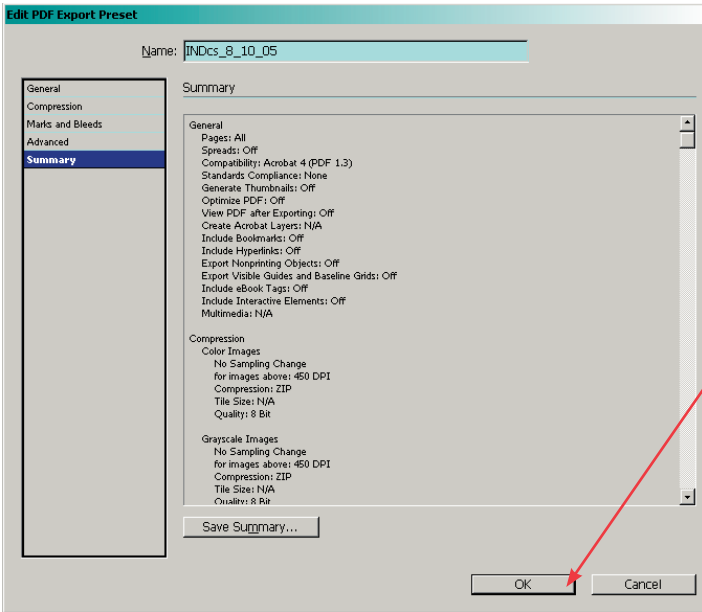 Edit PDF Export Preset
Name: INDcs_8_10_05
General
Compression
Marks and Bleeds
Advanced
Summary
Summary
General
Pages: All
Spreads: Off
Compatibility: Acrobat 4 (PDF 1.3)
Standards Compliance: None
Generate Thumbnails: Off
Optimize PDF: Off
View PDF after Exporting: Off
Create Acrobat Layers: N/A
Include Bookmarks: Off
Include Hyperlinks: Off
Export Nonprinting Objects: Off
Export Visible Guides and Baseline Grids: Off
Include eBook Tags: Off
Include Interactive Elements: Off
Multimedia: N/A
Compression
Color Images
No Sampling Change
for images above: 450 DPI
Compression: ZIP
Tile Size: N/A
Quality: 8 Bit
Grayscale Images
No Sampling Change
for images above: 450 DPI
Compression: ZIP
Tile Size: N/A
Quality: 8 Bit
Save Summary...
OK
Cancel